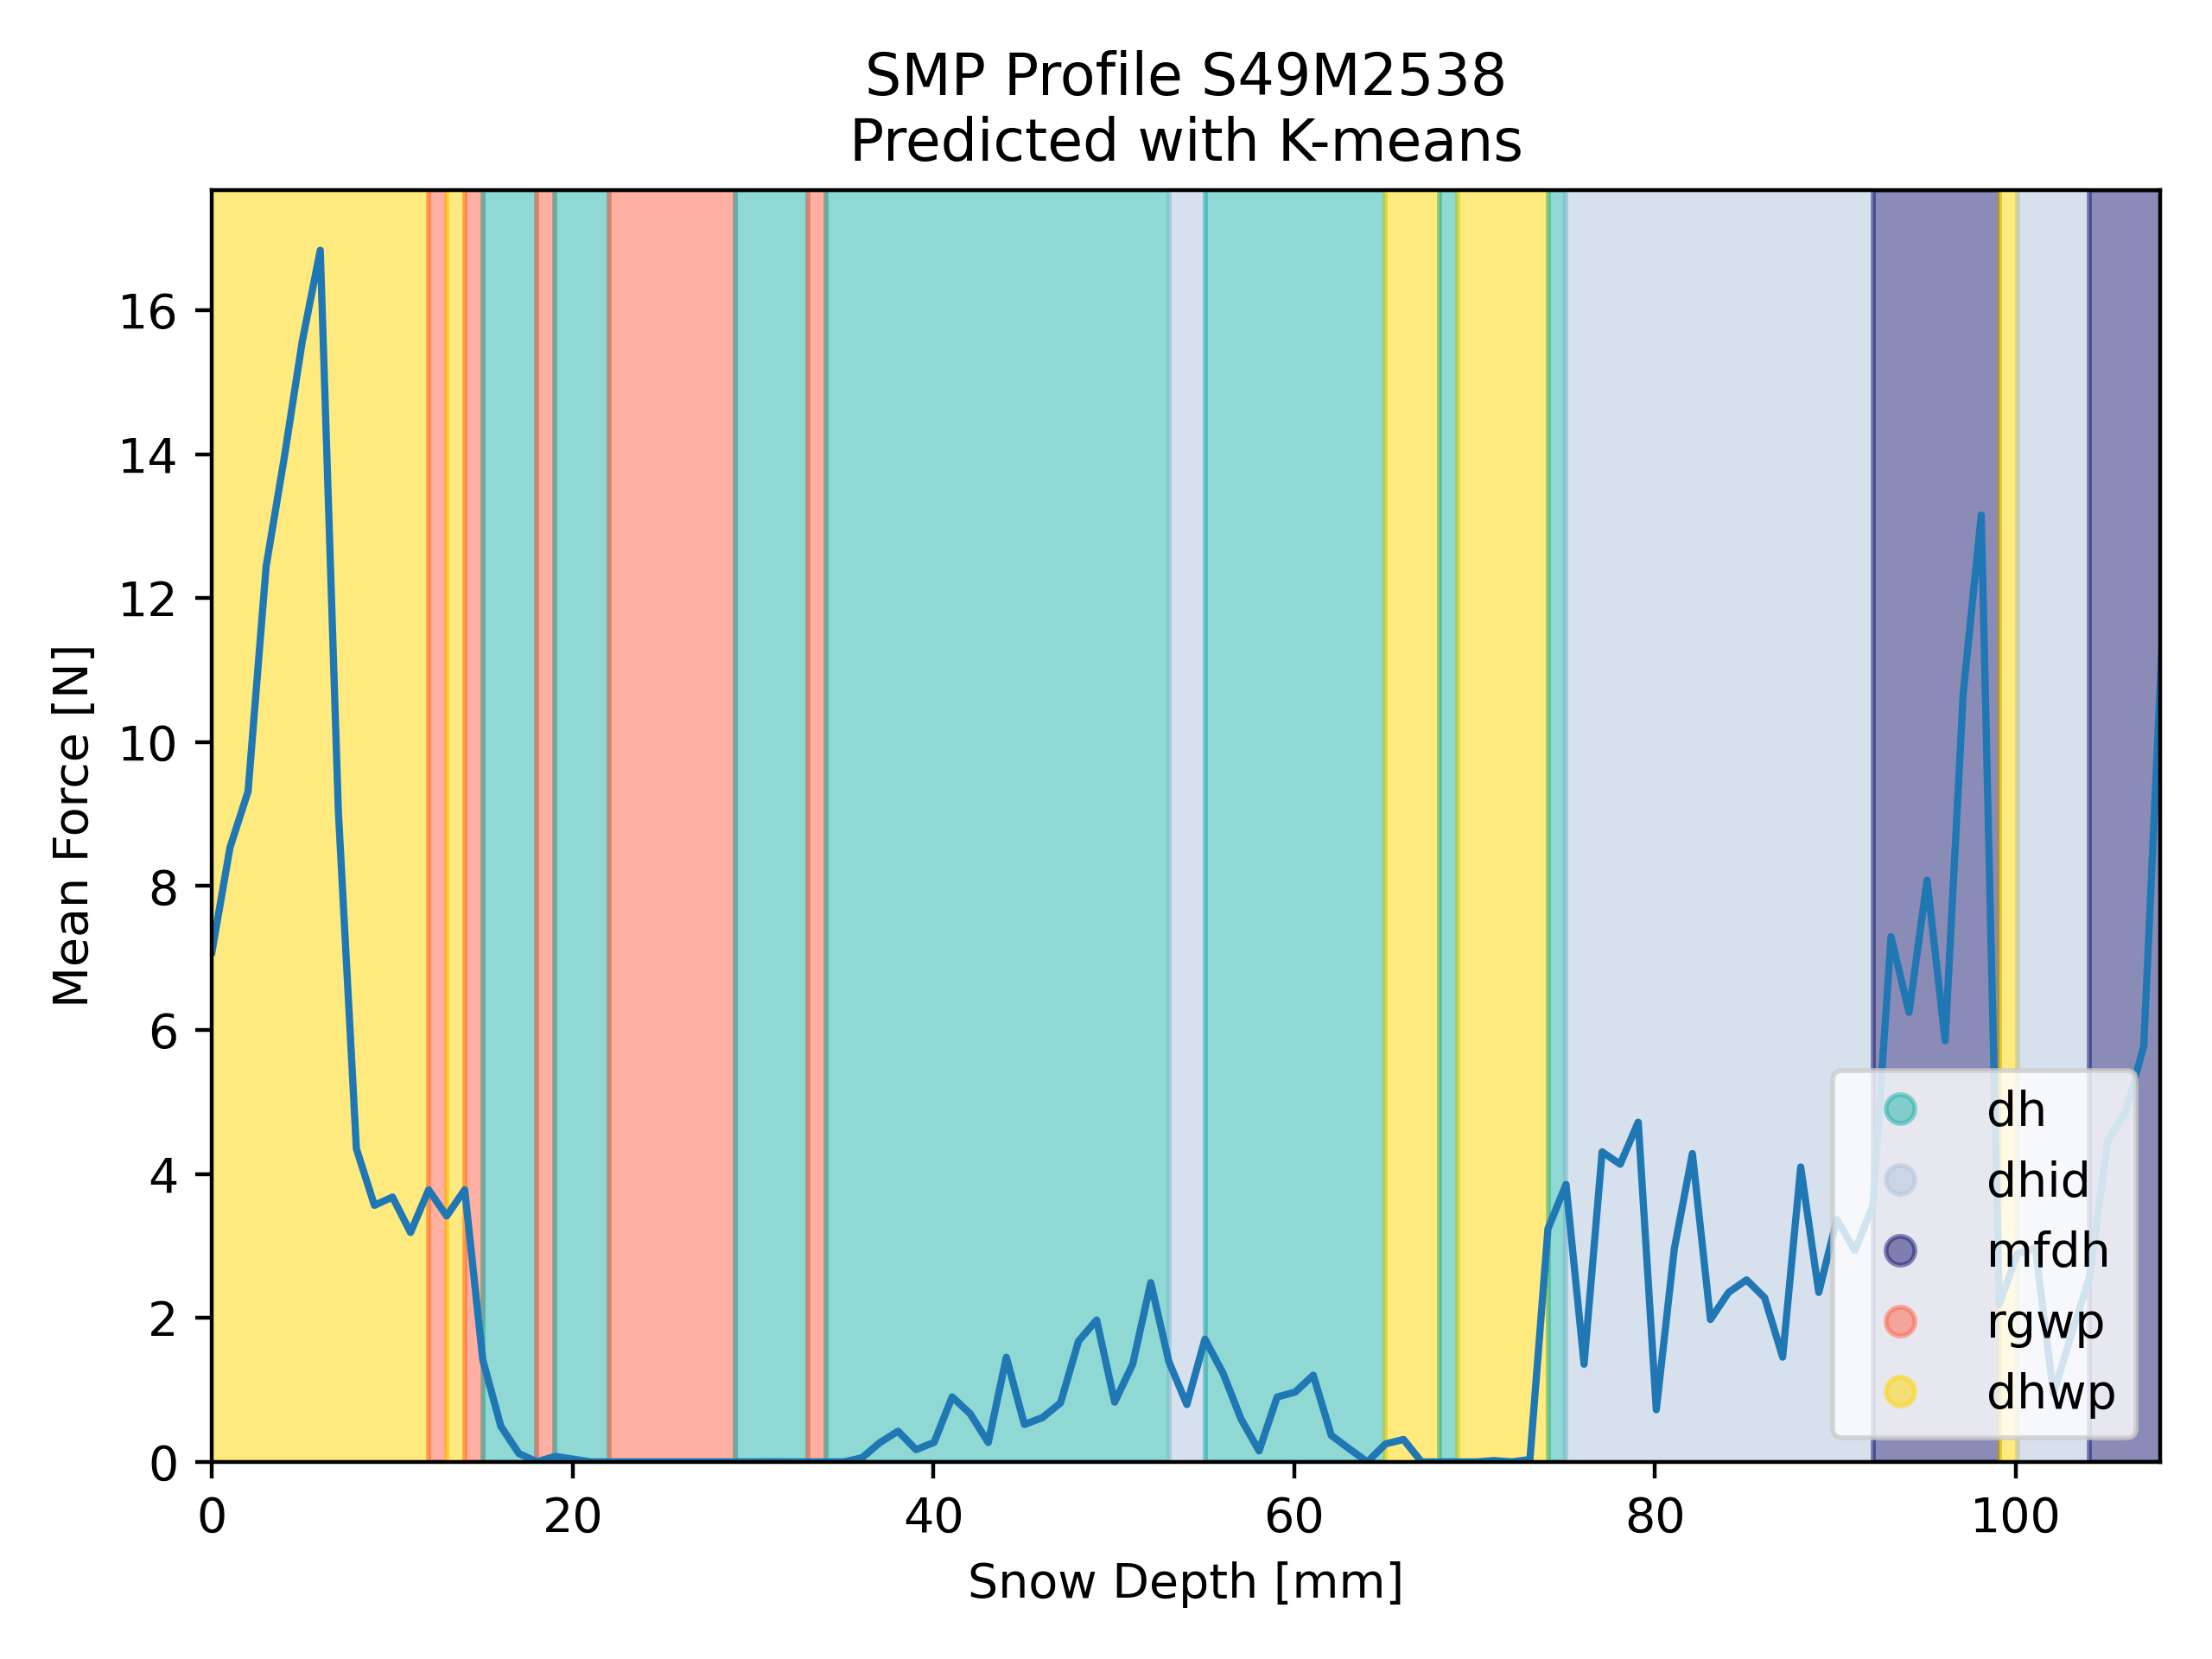 SMP Profile S49M2538
Predicted with K-means
Mean Force [N]
16
14
12
10
8
6
4
2
0
dh
dhid
mfdh
rgwp
dhwp
0 20 40 60 80 100
Snow Depth [mm]